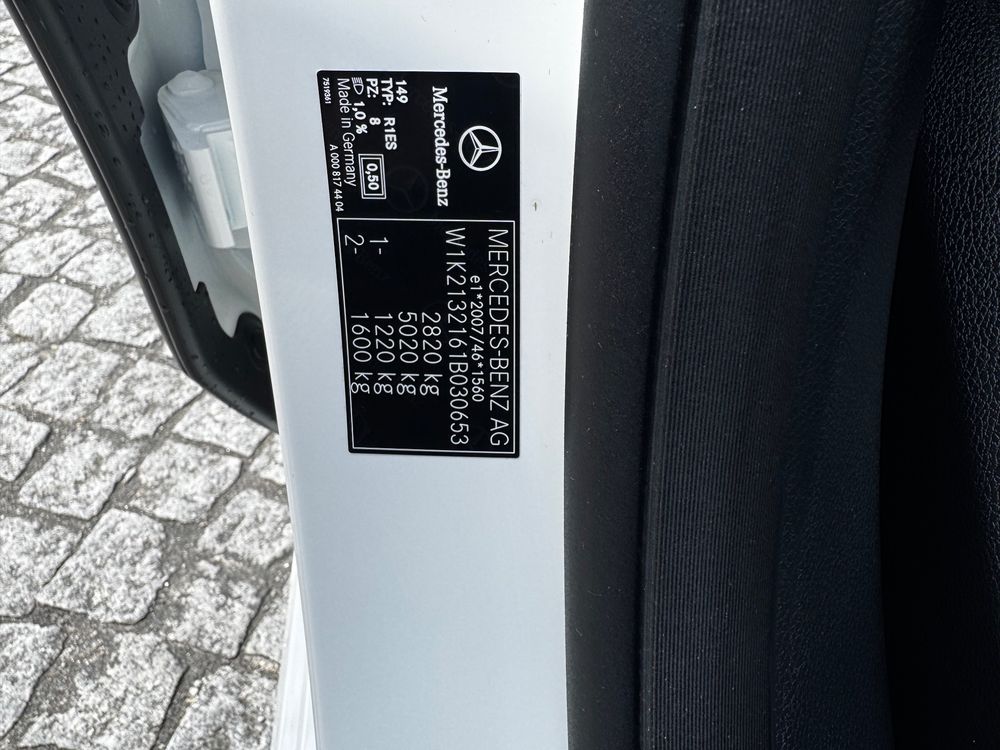 Mercedes-Benz
149
TYP: R1ES
PZ: 8
1,0 % 0,50
Made in Germany
7519361 A 000 817 44 04
MERCEDES-BENZ AG
e1*2007/46*1560
W1K2132161B030653
2820 kg
5020 kg
1- 1220 kg
2- 1600 kg